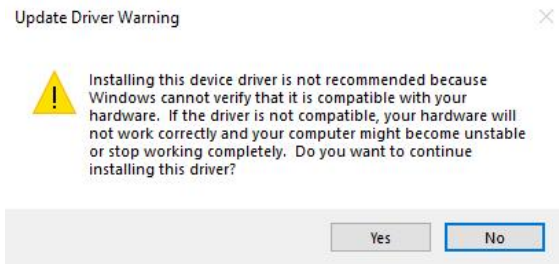 Update Driver Warning
Installing this device driver is not recommended because
Windows cannot verify that it is compatible with your
hardware.  If the driver is not compatible, your hardware will
not work correctly and your computer might become unstable
or stop working completely.  Do you want to continue
installing this driver?
Yes
No